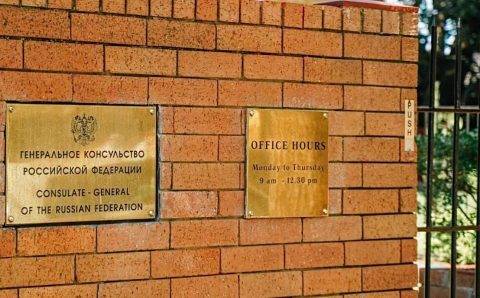 ГЕНЕРАЛЬНОЕ КОНСУЛЬСТВО
РОССИЙСКОЙ ФЕДЕРАЦИИ
CONSULATE - GENERAL
OF THE RUSSIAN FEDERATION
OFFICE HOURS
Monday to Thursday
9 am - 12.30 pm
PUSH